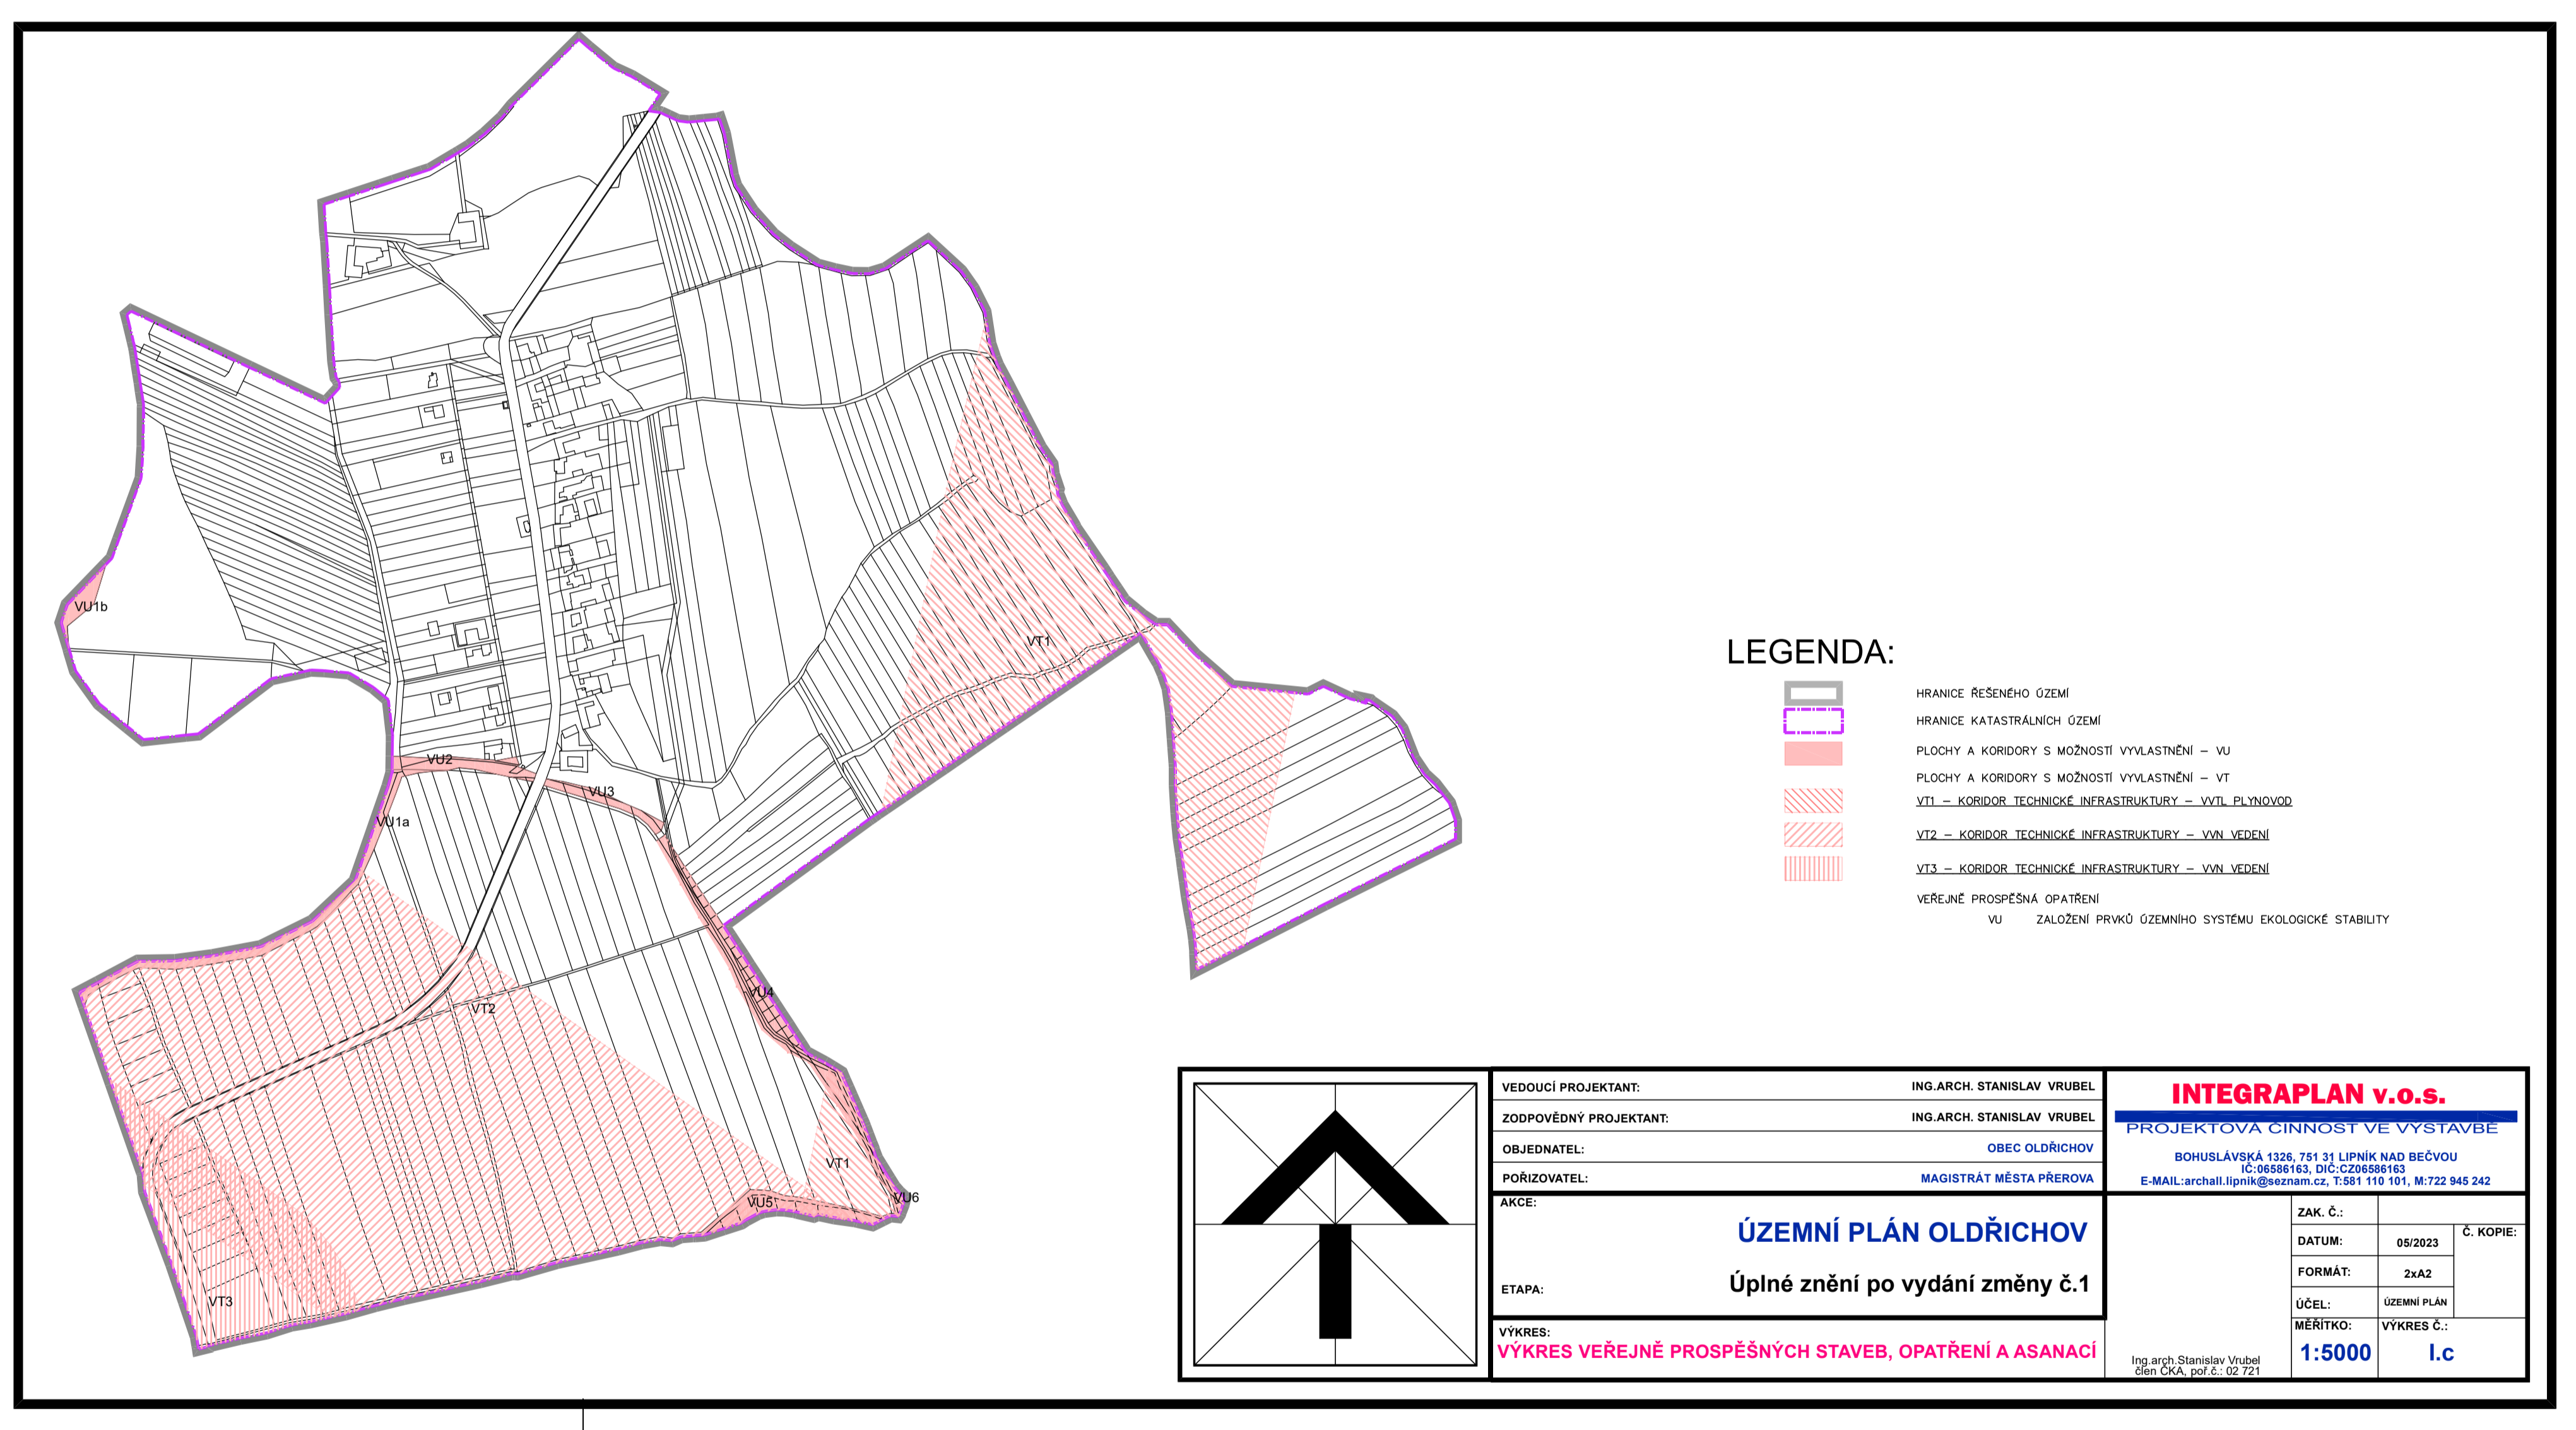 VU1b
VT1
VU2
VU3
VU1a
VU4
VT2
VT1
VU5
VU6
VT3
LEGENDA:
HRANICE ŘEŠENÉHO ÚZEMÍ
HRANICE KATASTRÁLNÍCH ÚZEMÍ
PLOCHY A KORIDORY S MOŽNOSTÍ VYVLASTNĚNÍ – VU
PLOCHY A KORIDORY S MOŽNOSTÍ VYVLASTNĚNÍ – VT
VT1 – KORIDOR TECHNICKÉ INFRASTRUKTURY – VVTL PLYNOVOD
VT2 – KORIDOR TECHNICKÉ INFRASTRUKTURY – VVN VEDENÍ
VT3 – KORIDOR TECHNICKÉ INFRASTRUKTURY – VVN VEDENÍ
VEŘEJNĚ PROSPĚŠNÁ OPATŘENÍ
VU ZALOŽENÍ PRVKŮ ÚZEMNÍHO SYSTÉMU EKOLOGICKÉ STABILITY
VEDOUCÍ PROJEKTANT: ING.ARCH. STANISLAV VRUBEL
ZODPOVĚDNÝ PROJEKTANT: ING.ARCH. STANISLAV VRUBEL
OBJEDNATEL: OBEC OLDŘICHOV
POŘIZOVATEL: MAGISTRÁT MĚSTA PŘEROVA
AKCE:
ÚZEMNÍ PLÁN OLDŘICHOV
ETAPA: Úplné znění po vydání změny č.1
VÝKRES:
VÝKRES VEŘEJNĚ PROSPĚŠNÝCH STAVEB, OPATŘENÍ A ASANACÍ
INTEGRAPLAN v.o.s.
PROJEKTOVÁ ČINNOST VE VÝSTAVBĚ
BOHUSLÁVSKÁ 1326, 751 31 LIPNÍK NAD BEČVOU
IČ:06586163, DIČ:CZ06586163
E-MAIL:archall.lipnik@seznam.cz, T:581 110 101, M:722 945 242
Ing.arch.Stanislav Vrubel
člen ČKA, poř.č.: 02 721
ZAK. Č.:
DATUM: 05/2023
Č. KOPIE:
FORMÁT: 2xA2
ÚČEL: ÚZEMNÍ PLÁN
MĚŘÍTKO: VÝKRES Č.:
1:5000 I.c